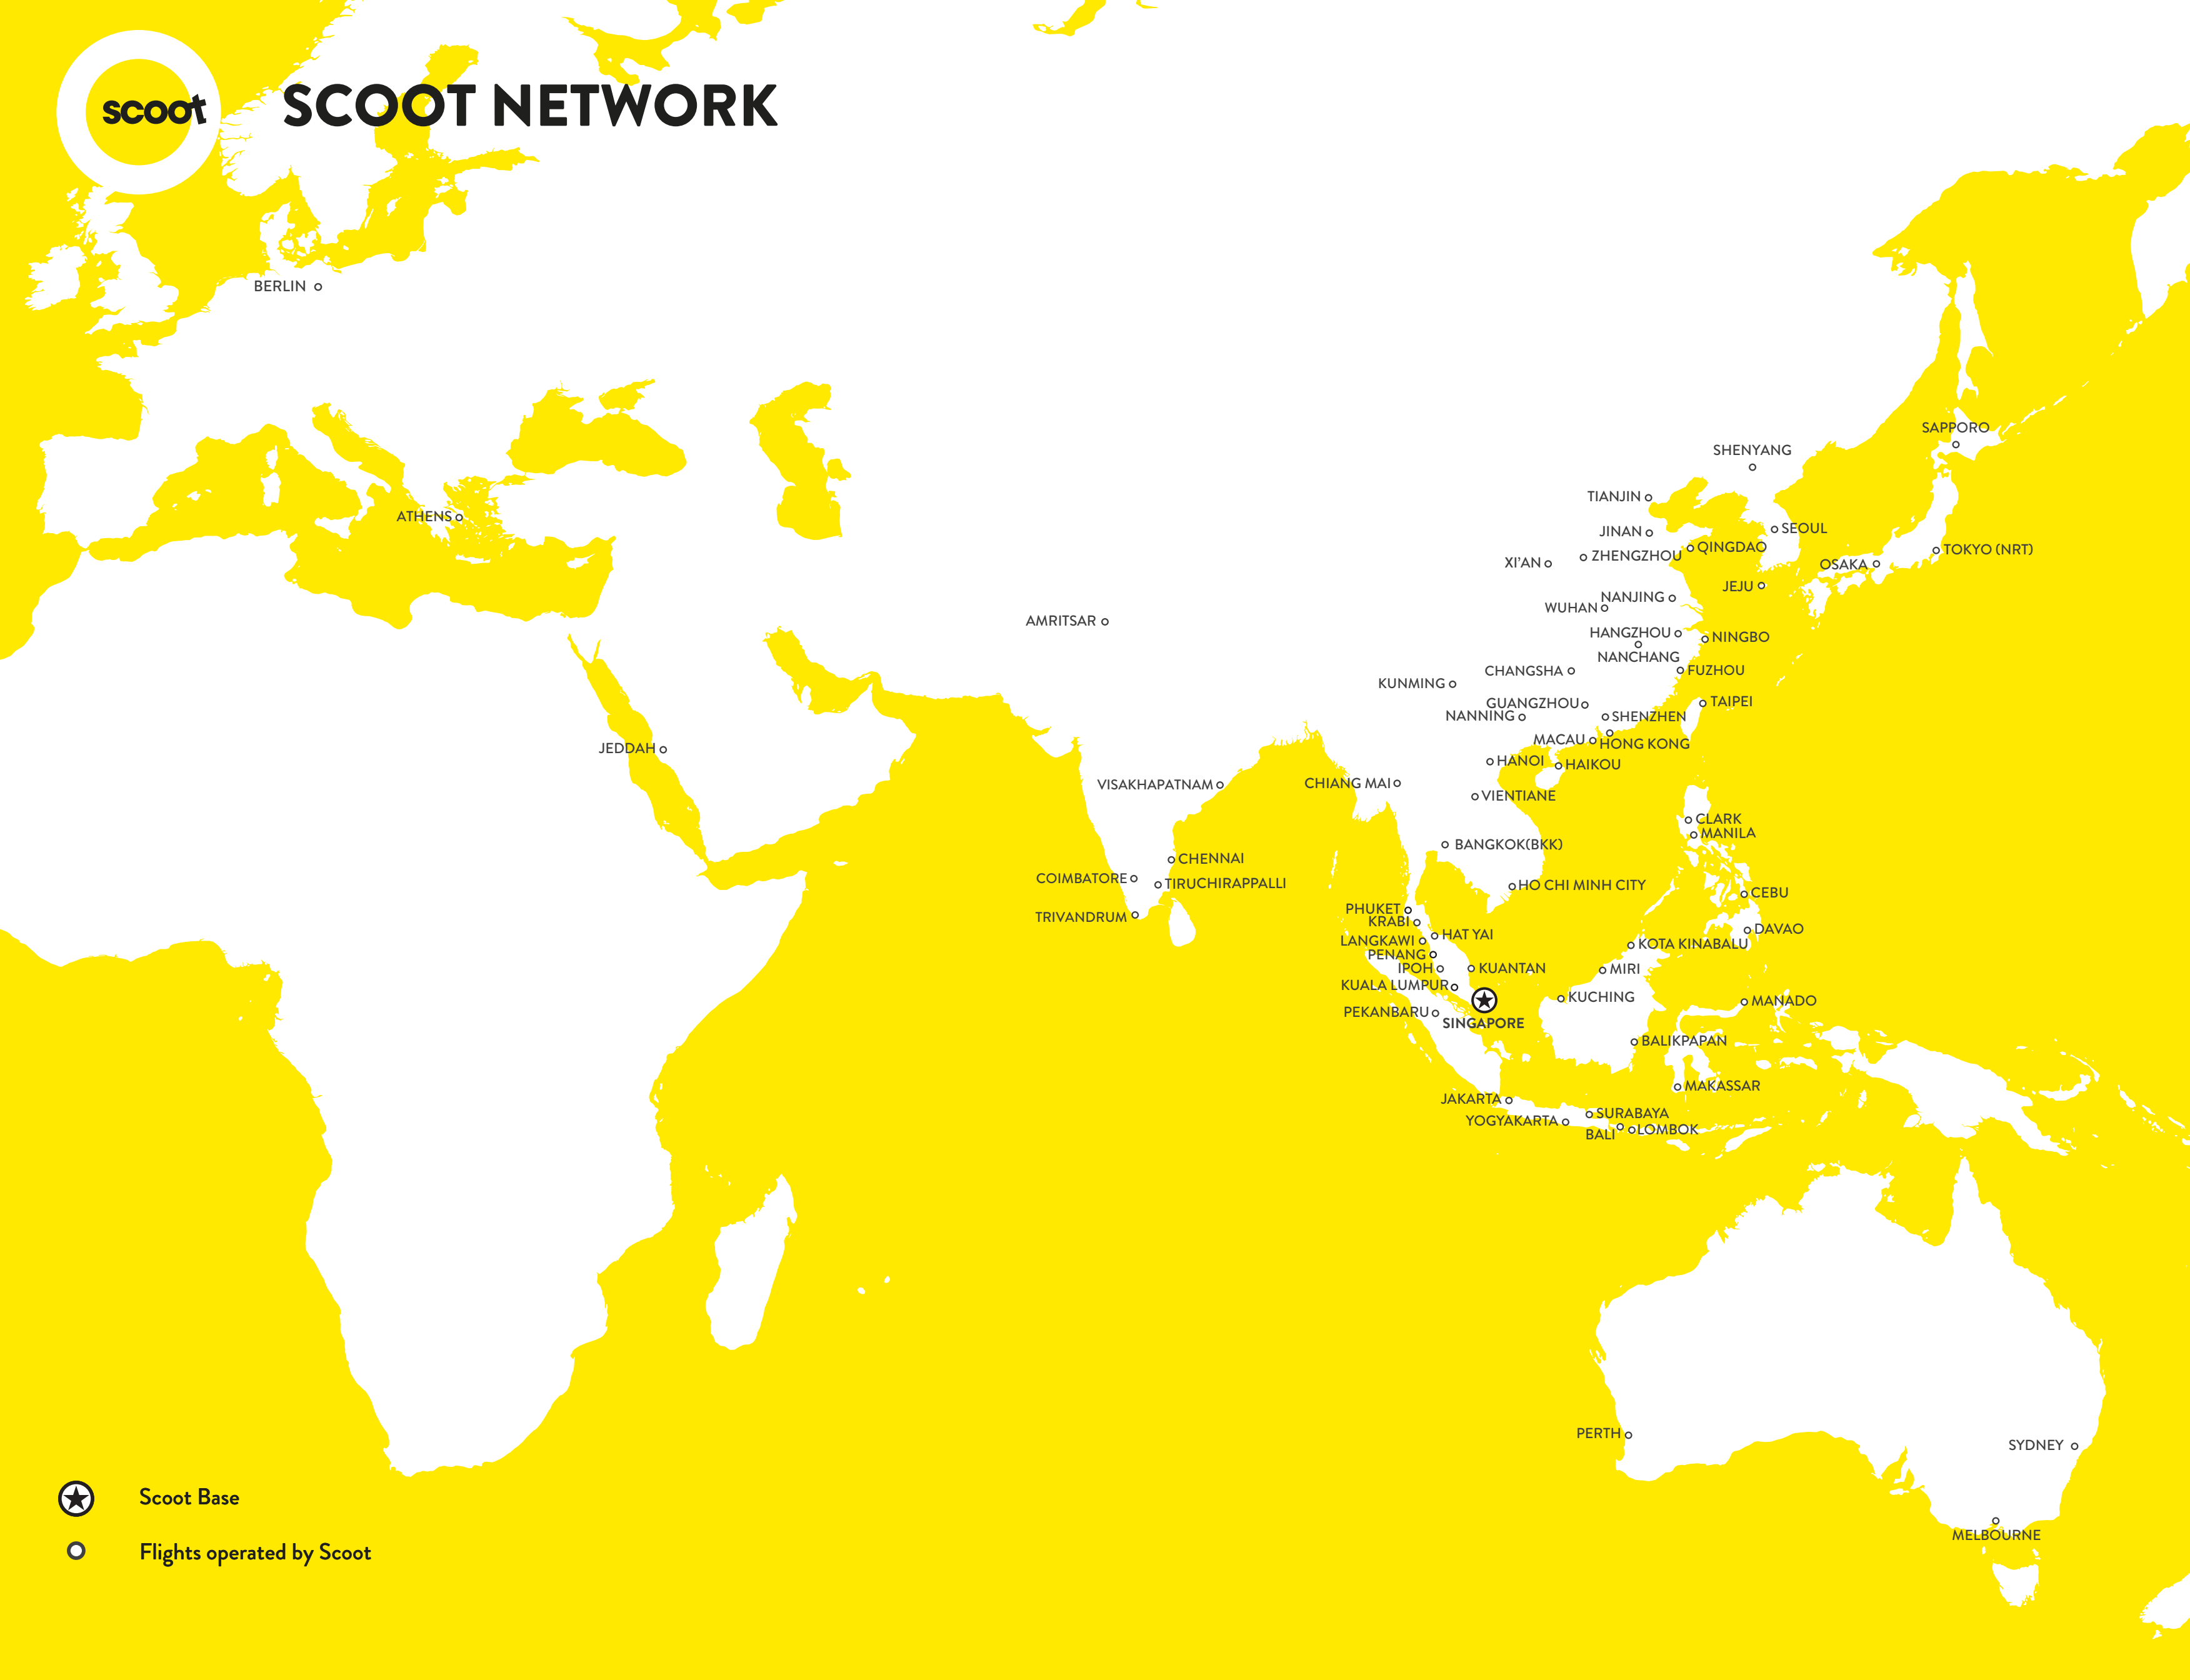 scoot
SCOOT NETWORK
BERLIN
SAPPORO
SHENYANG
TIANJIN
ATHENS
SEOUL
JINAN
QINGDAO
TOKYO (NRT)
ZHENGZHOU
XI'AN
OSAKA
JEJU
NANJING
WUHAN
AMRITSAR
HANGZHOU
NINGBO
NANCHANG
CHANGSHA
FUZHOU
KUNMING
GUANGZHOU
TAIPEI
NANNING
SHENZHEN
MACAU
HONG KONG
JEDDAH
HANOI
HAIKOU
VISAKHAPATNAM
CHIANG MAI
VIENTIANE
CLARK
MANILA
BANGKOK(BKK)
CHENNAI
COIMBATORE
TIRUCHIRAPPALLI
HO CHI MINH CITY
CEBU
PHUKET
TRIVANDRUM
KRABI
DAVAO
HAT YAI
LANGKAWI
KOTA KINABALU
PENANG
IPOH
KUANTAN
MIRI
KUALA LUMPUR
KUCHING
MANADO
PEKANBARU
SINGAPORE
BALIKPAPAN
MAKASSAR
JAKARTA
SURABAYA
YOGYAKARTA
LOMBOK
BALI
PERTH
SYDNEY
Scoot Base
MELBOURNE
Flights operated by Scoot